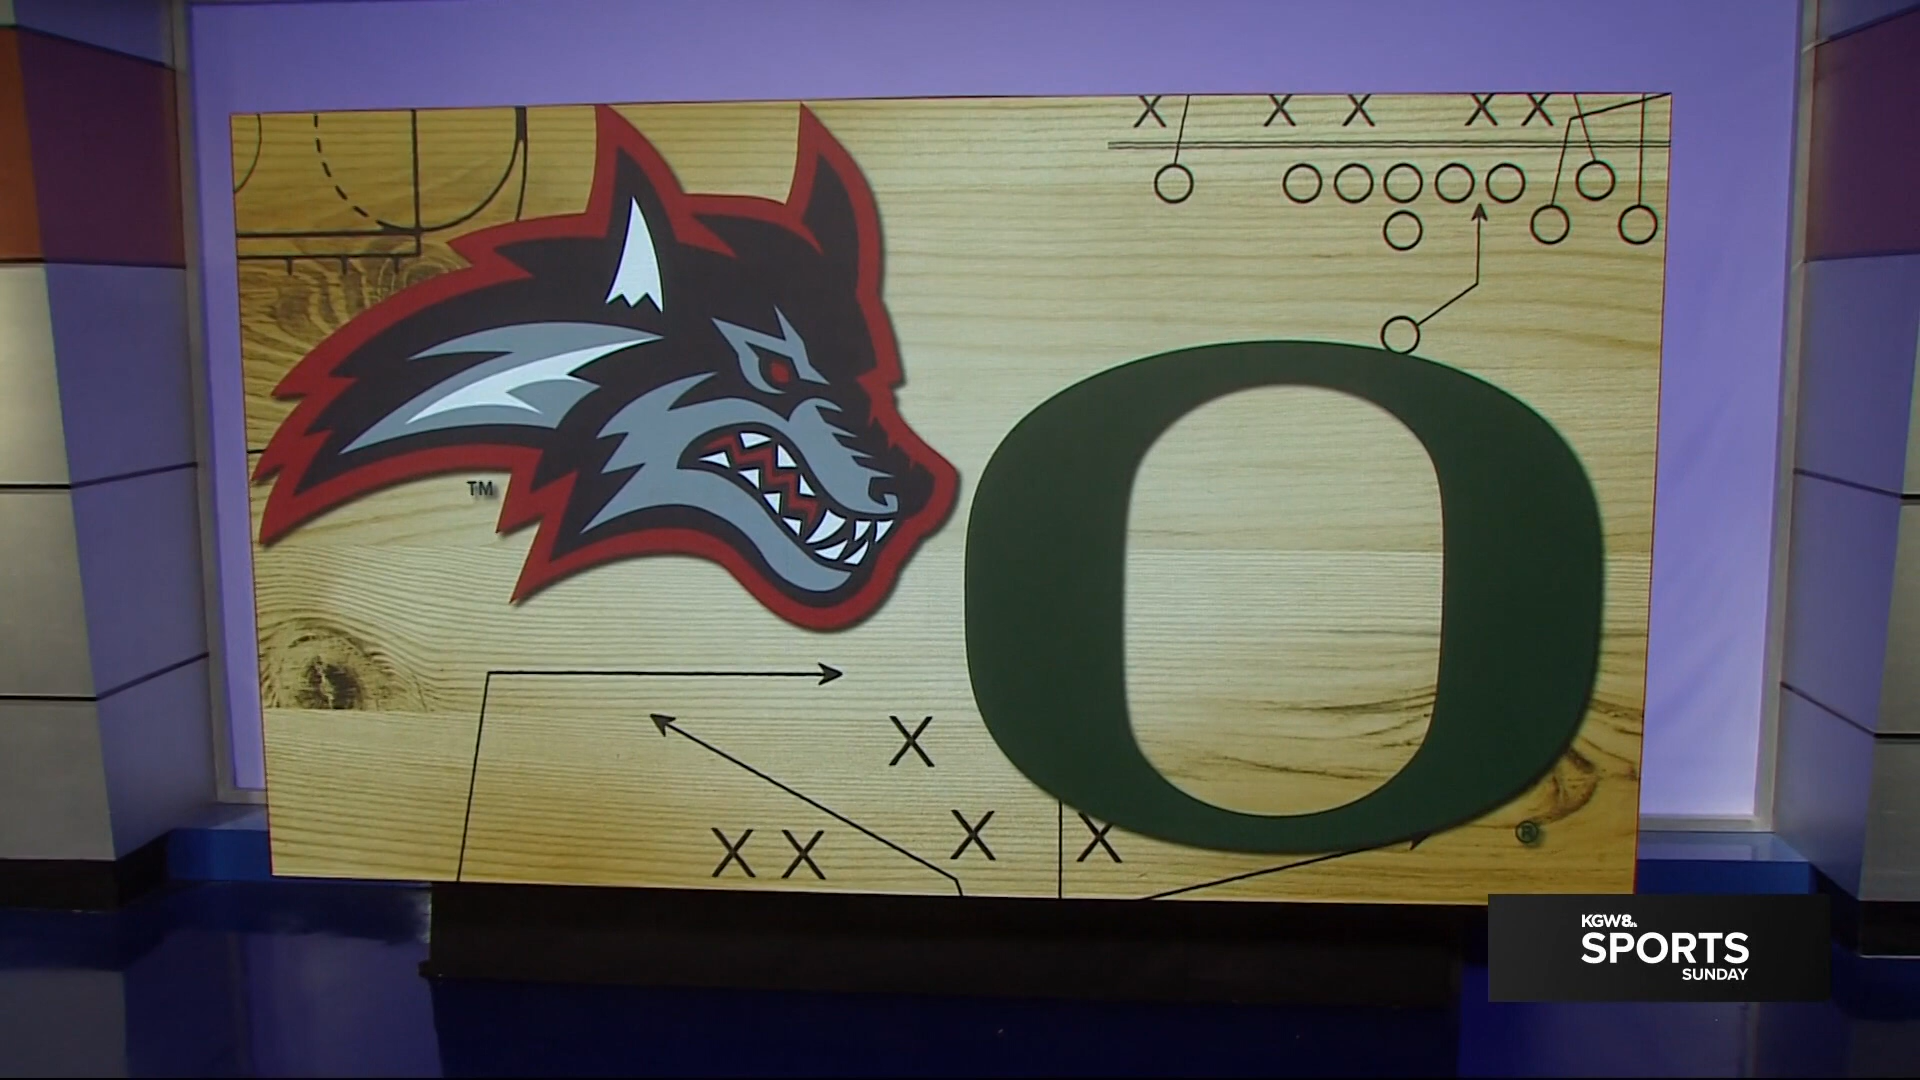 X X X X X
TM
O
X
X X X X
®
KGW8
SPORTS
SUNDAY